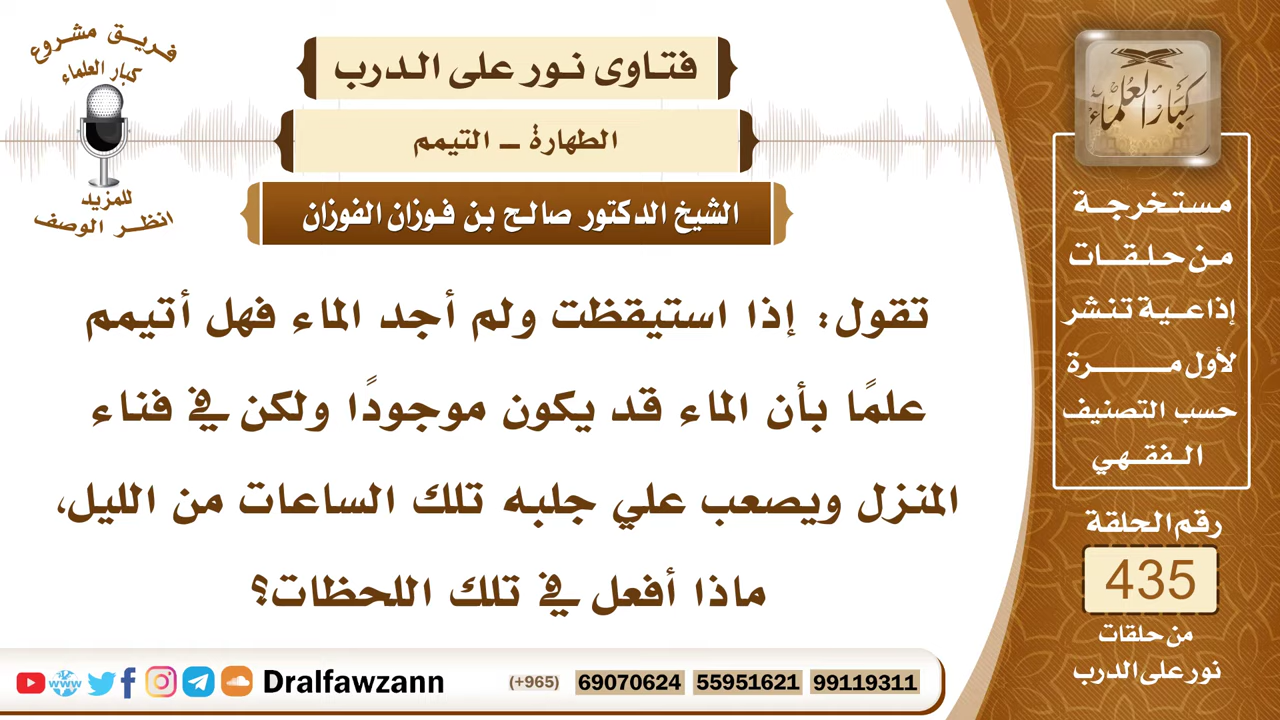 فريق مشروع
كبار العلماء
للمزيد
انظر الوصف
فتاوى نور على الدرب
الطهارة ـ التيمم
الشيخ الدكتور صالح بن فوزان الفوزان
تقول: إذا استيقظت ولم أجد الماء فهل أتيمم
علمًا بأن الماء قد يكون موجودًا ولكن في فناء
المنزل ويصعب علي جلبه تلك الساعات من الليل،
ماذا أفعل في تلك اللحظات؟
كبار العلماء
مستخرجة
من حلقات
إذاعية تنشر
لأول مرة
حسب التصنيف
الفقهي
رقم الحلقة
435
من حلقات
نور على الدرب
www
Dralfawzann
(+965) 69070624 55951621 99119311